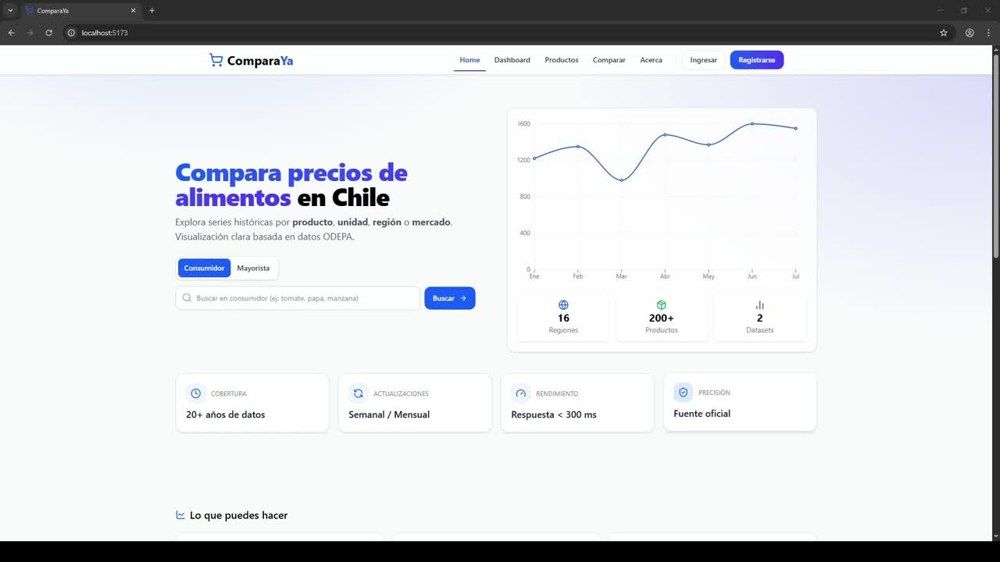 ComparaYa
localhost:5173
ComparaYa
Home Dashboard Productos Comparar Acerca Ingresar Registrarse
Compara precios de
alimentos en Chile
Explora series históricas por producto, unidad, región o mercado.
Visualización clara basada en datos ODEPA.
Consumidor Mayorista
Buscar en consumidor (ej: tomate, papa, manzana)
Buscar
1600
1200
800
400
0
Ene Feb Mar Abr May Jun Jul
16 200+ 2
Regiones Productos Datasets
COBERTURA
20+ años de datos
ACTUALIZACIONES
Semanal / Mensual
RENDIMIENTO
Respuesta < 300 ms
PRECISIÓN
Fuente oficial
Lo que puedes hacer